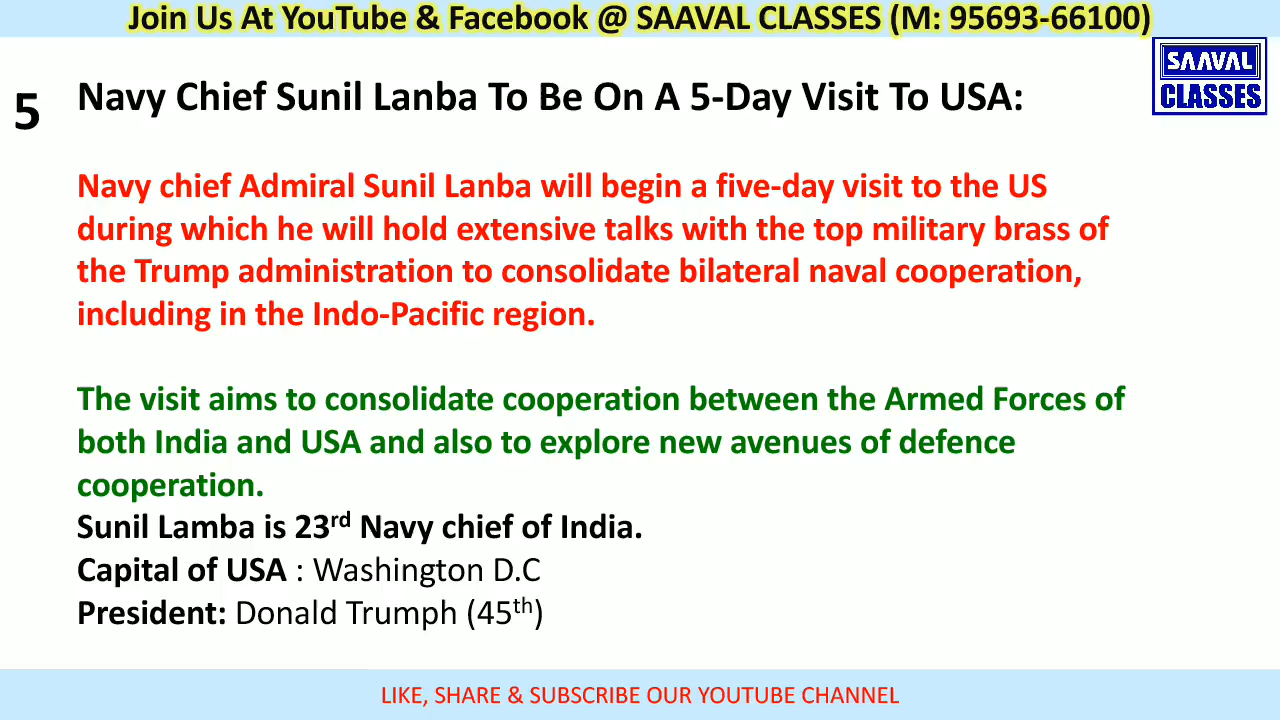 Join Us At YouTube & Facebook @ SAAVAL CLASSES (M: 95693-66100)
SAAVAL
CLASSES
5 Navy Chief Sunil Lanba To Be On A 5-Day Visit To USA:
Navy chief Admiral Sunil Lanba will begin a five-day visit to the US
during which he will hold extensive talks with the top military brass of
the Trump administration to consolidate bilateral naval cooperation,
including in the Indo-Pacific region.
The visit aims to consolidate cooperation between the Armed Forces of
both India and USA and also to explore new avenues of defence
cooperation.
Sunil Lamba is 23rd Navy chief of India.
Capital of USA : Washington D.C
President: Donald Trumph (45th)
LIKE, SHARE & SUBSCRIBE OUR YOUTUBE CHANNEL